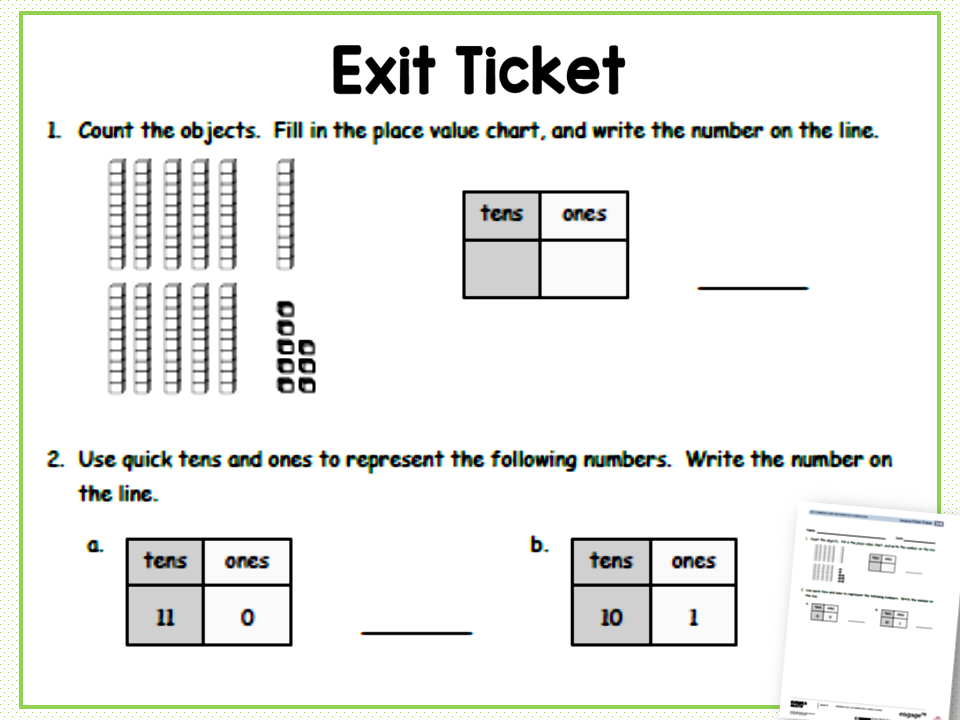 Exit Ticket
1. Count the objects. Fill in the place value chart, and write the number on the line.
tens ones
2. Use quick tens and ones to represent the following numbers. Write the number on
the line.
a.
tens ones
11 0
b.
tens ones
10 1
engage